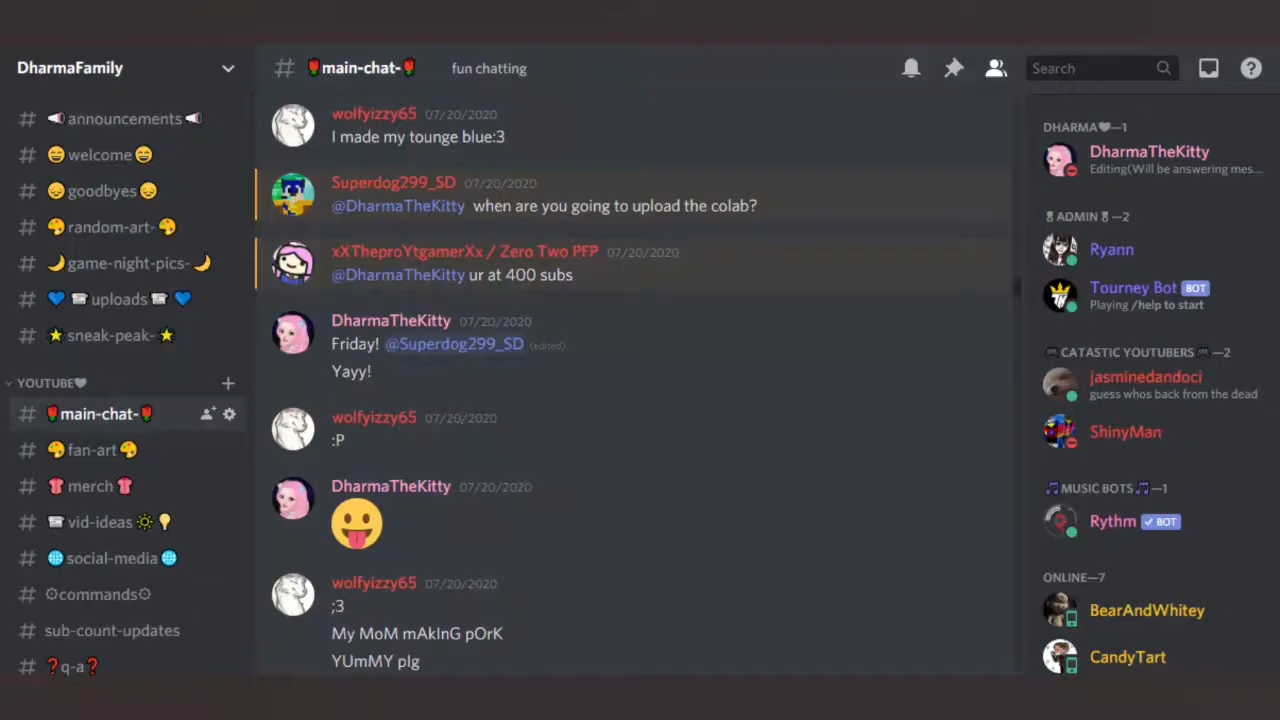 DharmaFamily
# 📢announcements📢
# 😄welcome😄
# 😞goodbyes😞
# 🎨random-art-🎨
# 🌙game-night-pics-🌙
# 💙📨uploads📨💙
# ⭐sneak-peak-⭐
YOUTUBE♥
# 🌹main-chat-🌹
# 🎨fan-art🎨
# 👚merch👚
# 📨vid-ideas🔆💡
# 🌐social-media🌐
# ⚙commands⚙
# sub-count-updates
# ❓q-a❓
# 🌹main-chat-🌹 fun chatting
Search
wolfyizzy65 07/20/2020
I made my tounge blue:3
Superdog299_SD 07/20/2020
@DharmaTheKitty when are you going to upload the colab?
xXTheproYtgamerXx / Zero Two PFP 07/20/2020
@DharmaTheKitty ur at 400 subs
DharmaTheKitty 07/20/2020
Friday! @Superdog299_SD (edited)
Yayy!
wolfyizzy65 07/20/2020
:P
DharmaTheKitty 07/20/2020
😛
wolfyizzy65 07/20/2020
;3
My MoM mAkInG pOrK
YUmMY pIg
DHARMA♥—1
DharmaTheKitty
Editing(Will be answering mes...
🎖ADMIN🎖—2
Ryann
Tourney Bot BOT
Playing /help to start
🎮CATASTIC YOUTUBERS🎮—2
jasminedandoci
guess whos back from the dead
ShinyMan
🎵MUSIC BOTS🎵—1
Rythm ✓ BOT
ONLINE—7
BearAndWhitey
CandyTart